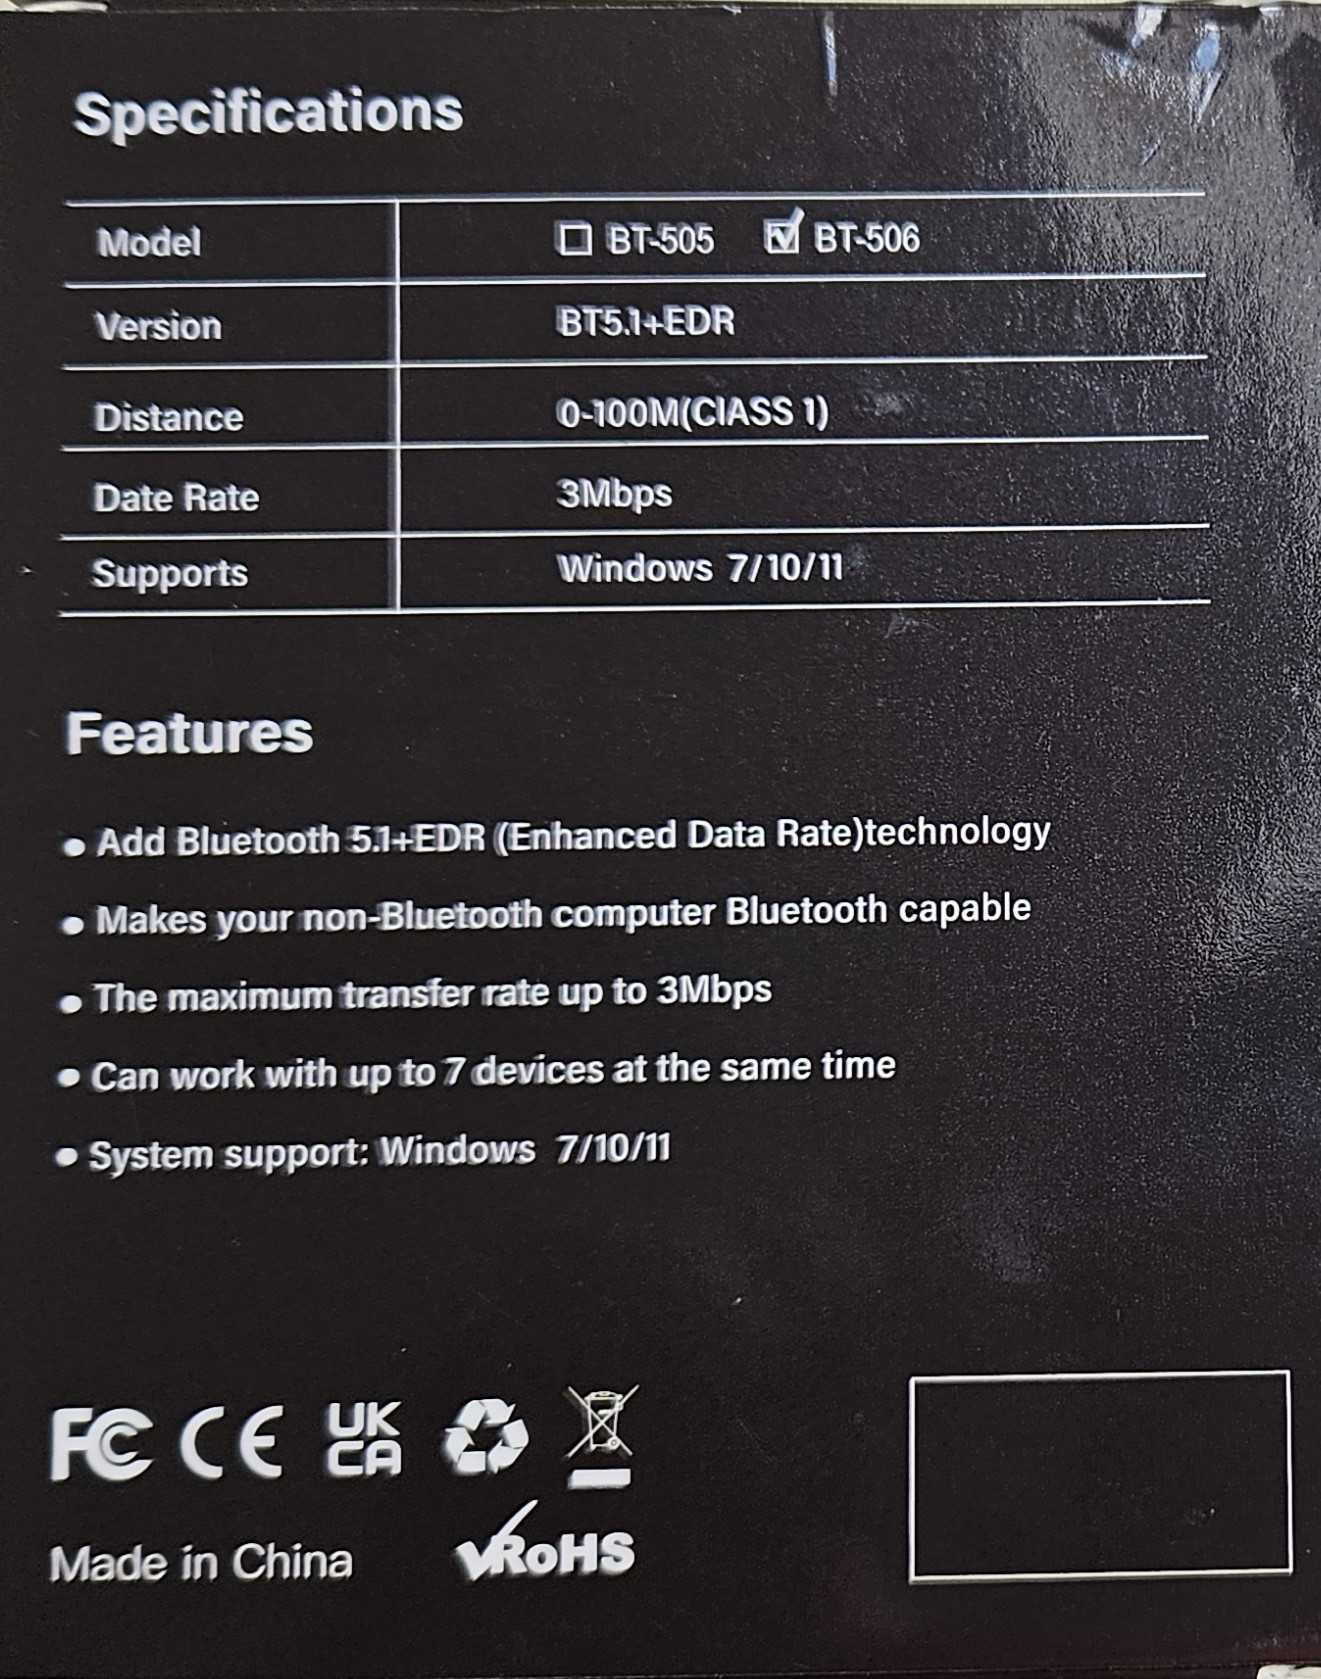 Specifications
Model ☐ BT-505 ☑ BT-506
Version BT5.1+EDR
Distance 0-100M(ClASS 1)
Date Rate 3Mbps
Supports Windows 7/10/11
Features
• Add Bluetooth 5.1+EDR (Enhanced Data Rate)technology
• Makes your non-Bluetooth computer Bluetooth capable
• The maximum transfer rate up to 3Mbps
• Can work with up to 7 devices at the same time
• System support: Windows 7/10/11
FC CE UK
CA
Made in China RoHS